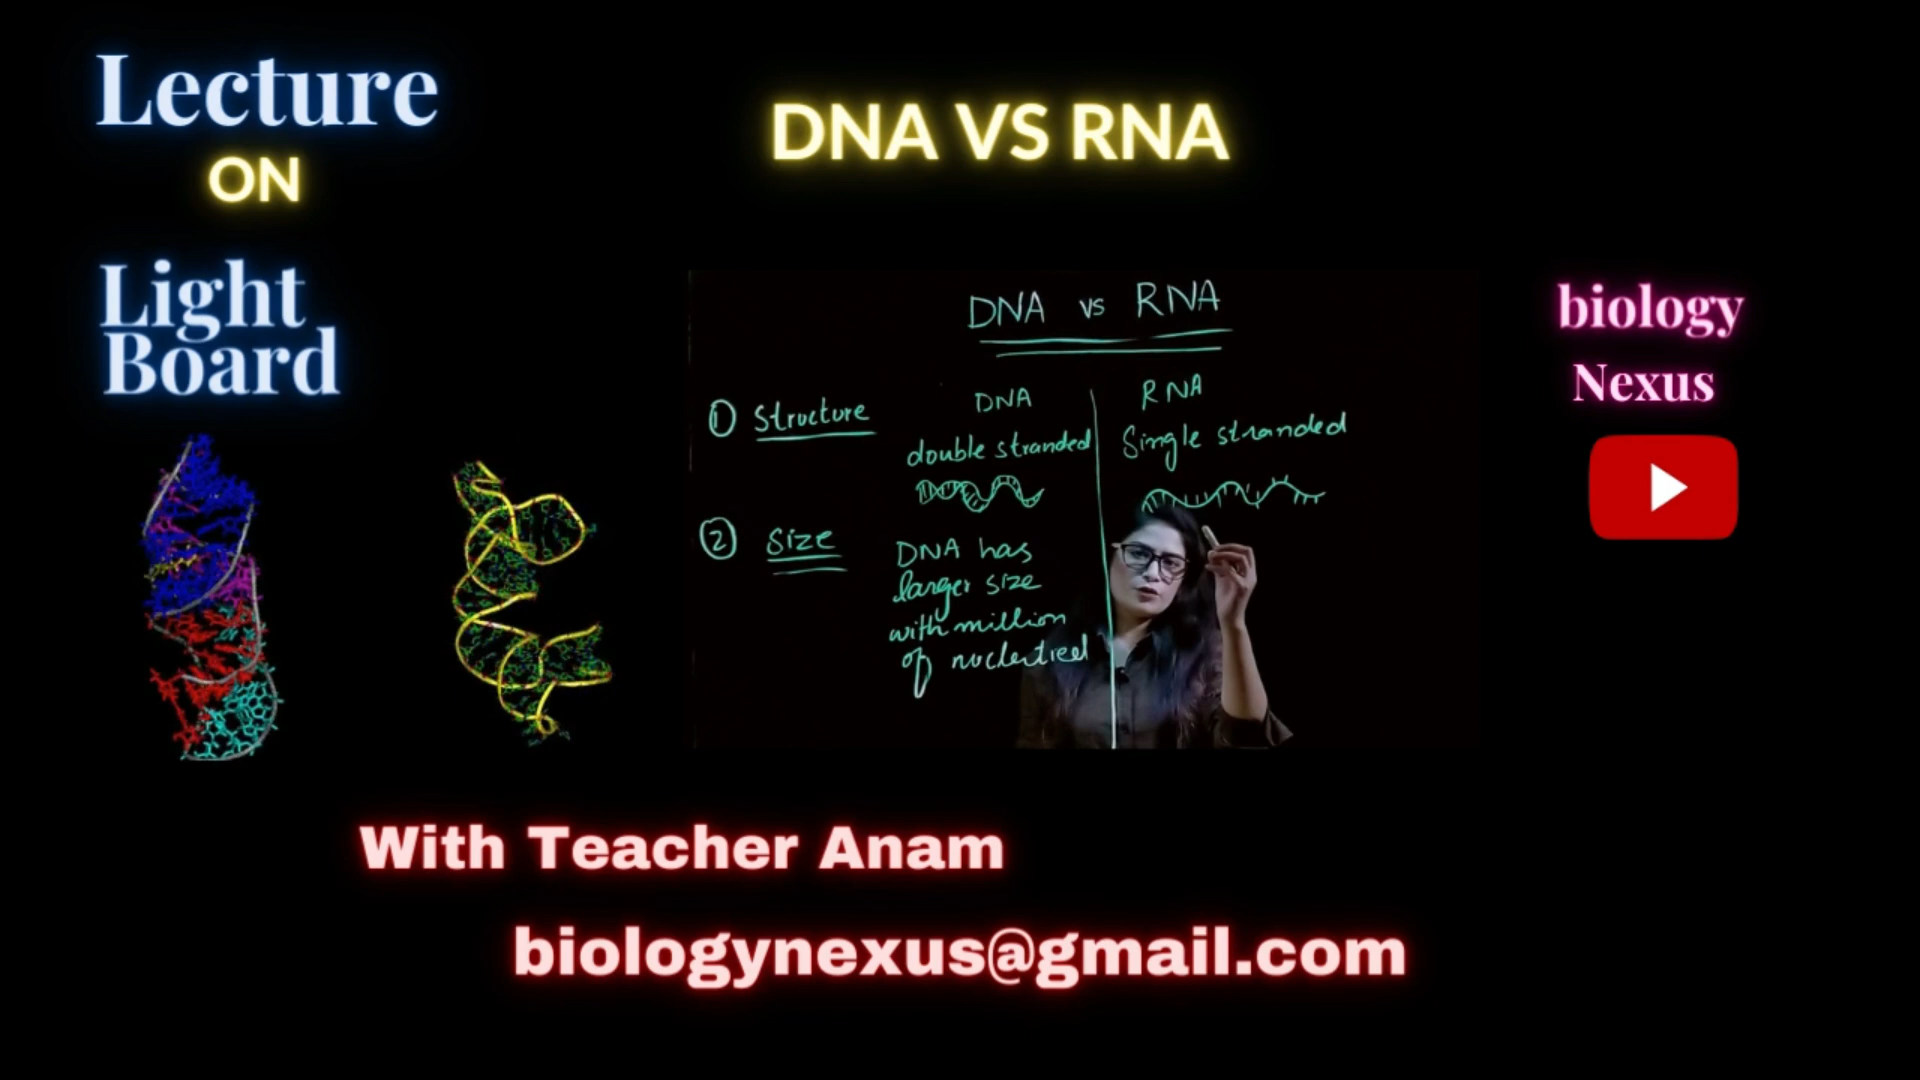 Lecture
ON
Light
Board
DNA VS RNA
DNA vs RNA
① Structure
DNA
double stranded
RNA
Single stranded
② Size
DNA has
larger size
with million
of
biology
Nexus
With Teacher Anam
biologynexus@gmail.com